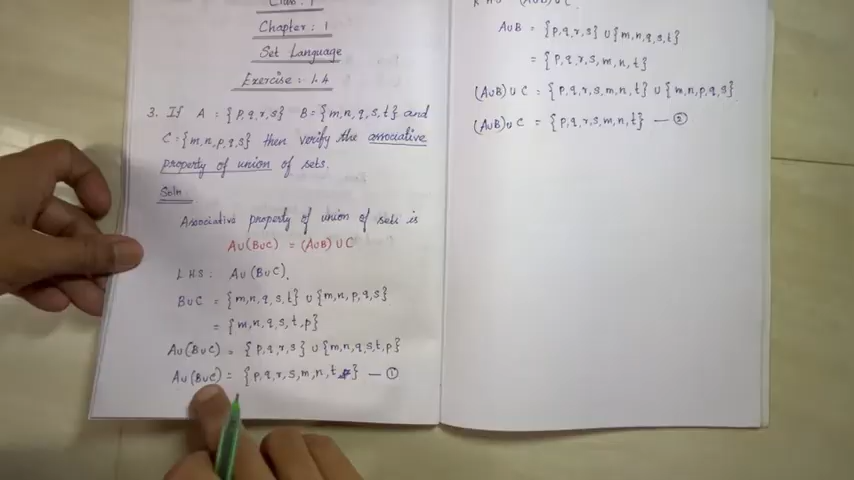 Chapter : 1
Set Language
Exercise : 1.4
3. If A = {p,q,r,s} B = {m,n,q,s,t} and
C = {m,n,p,q,s} then verify the associative
property of union of sets.
Soln
Associative property of union of sets is
A∪(B∪C) = (A∪B)∪C
LHS : A∪(B∪C).
B∪C = {m,n,q,s,t} ∪ {m,n,p,q,s}
= {m,n,q,s,t,p}
A∪(B∪C) = {p,q,r,s} ∪ {m,n,q,s,t,p}
A∪(B∪C) = {p,q,r,s,m,n,t} — ①
A∪B = {p,q,r,s} ∪ {m,n,q,s,t}
= {p,q,r,s,m,n,t}
(A∪B)∪C = {p,q,r,s,m,n,t} ∪ {m,n,p,q,s}
(A∪B)∪C = {p,q,r,s,m,n,t} — ②